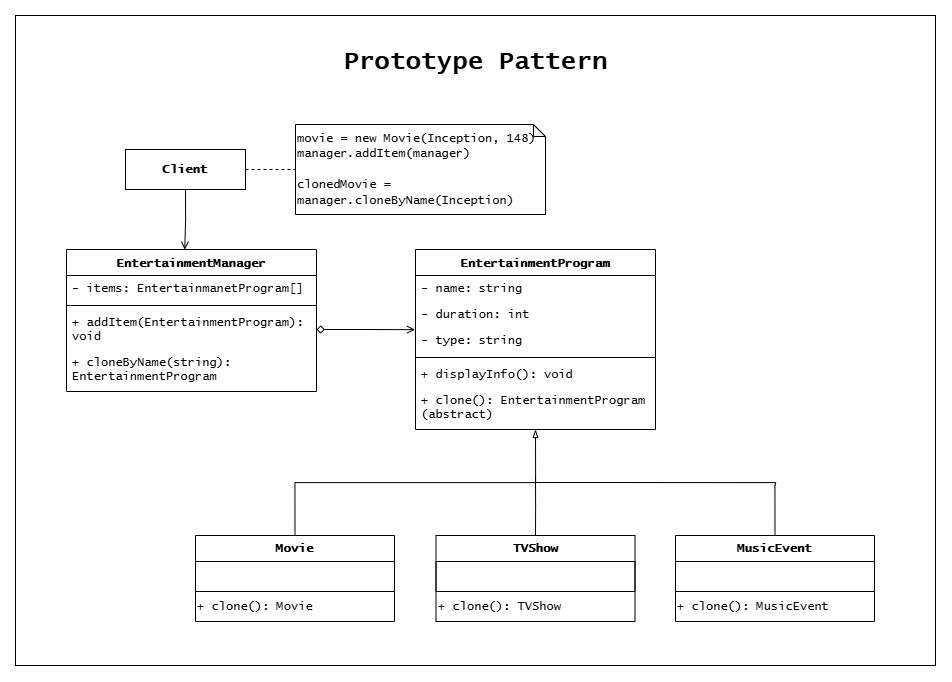 Prototype Pattern
Client
movie = new Movie(Inception, 148)
manager.addItem(manager)
clonedMovie =
manager.cloneByName(Inception)
EntertainmentManager
- items: EntertainmanetProgram[]
+ addItem(EntertainmentProgram):
void
+ cloneByName(string):
EntertainmentProgram
EntertainmentProgram
- name: string
- duration: int
- type: string
+ displayInfo(): void
+ clone(): EntertainmentProgram
(abstract)
Movie
+ clone(): Movie
TVShow
+ clone(): TVShow
MusicEvent
+ clone(): MusicEvent